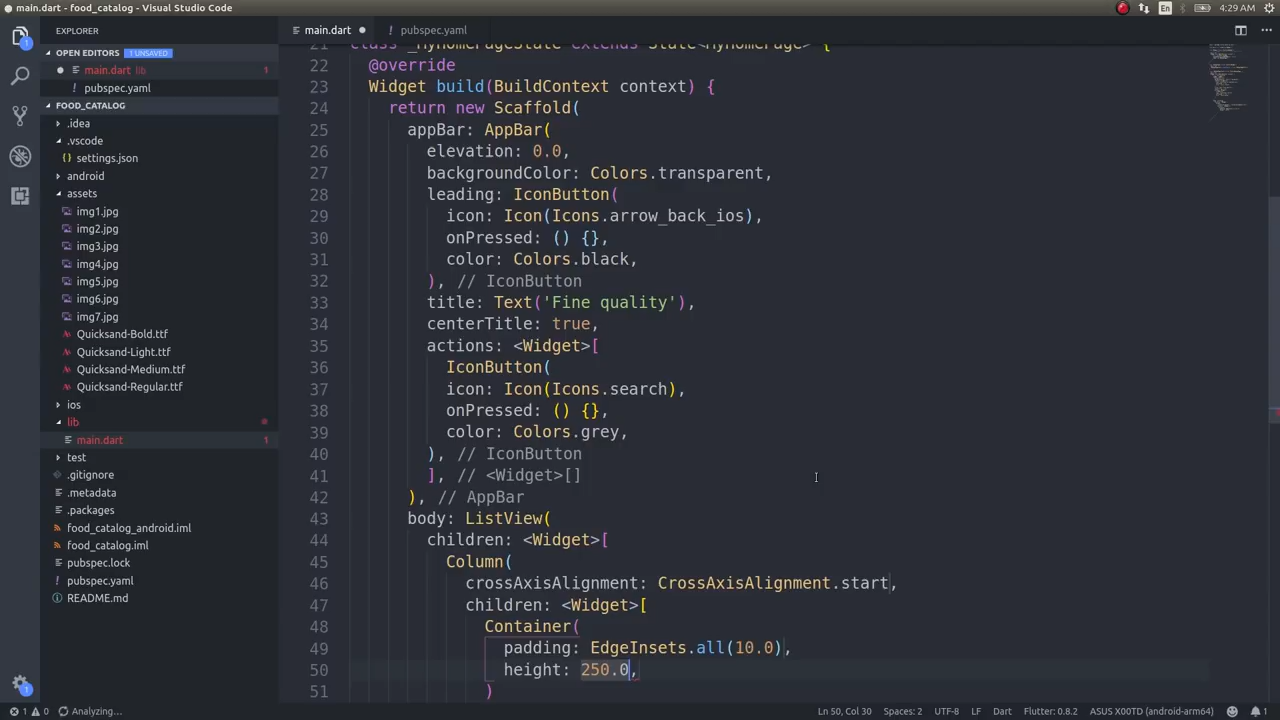 main.dart - food_catalog - Visual Studio Code
En
4:29 AM
EXPLORER
main.dart
pubspec.yaml
OPEN EDITORS 1 UNSAVED
main.dart lib 1
pubspec.yaml
FOOD_CATALOG
.idea
.vscode
settings.json
android
assets
img1.jpg
img2.jpg
img3.jpg
img4.jpg
img5.jpg
img6.jpg
img7.jpg
Quicksand-Bold.ttf
Quicksand-Light.ttf
Quicksand-Medium.ttf
Quicksand-Regular.ttf
ios
lib
main.dart 1
test
.gitignore
.metadata
.packages
food_catalog_android.iml
food_catalog.iml
pubspec.lock
pubspec.yaml
README.md
21 class _MyHomePageState extends State<MyHomePage> {
22 @override
23 Widget build(BuildContext context) {
24 return new Scaffold(
25 appBar: AppBar(
26 elevation: 0.0,
27 backgroundColor: Colors.transparent,
28 leading: IconButton(
29 icon: Icon(Icons.arrow_back_ios),
30 onPressed: () {},
31 color: Colors.black,
32 ), // IconButton
33 title: Text('Fine quality'),
34 centerTitle: true,
35 actions: <Widget>[
36 IconButton(
37 icon: Icon(Icons.search),
38 onPressed: () {},
39 color: Colors.grey,
40 ), // IconButton
41 ], // <Widget>[]
42 ), // AppBar
43 body: ListView(
44 children: <Widget>[
45 Column(
46 crossAxisAlignment: CrossAxisAlignment.start,
47 children: <Widget>[
48 Container(
49 padding: EdgeInsets.all(10.0),
50 height: 250.0,
51 )
1 1 Analyzing... Ln 50, Col 30 Spaces: 2 UTF-8 LF Dart Flutter: 0.8.2 ASUS X00TD (android-arm64) 1